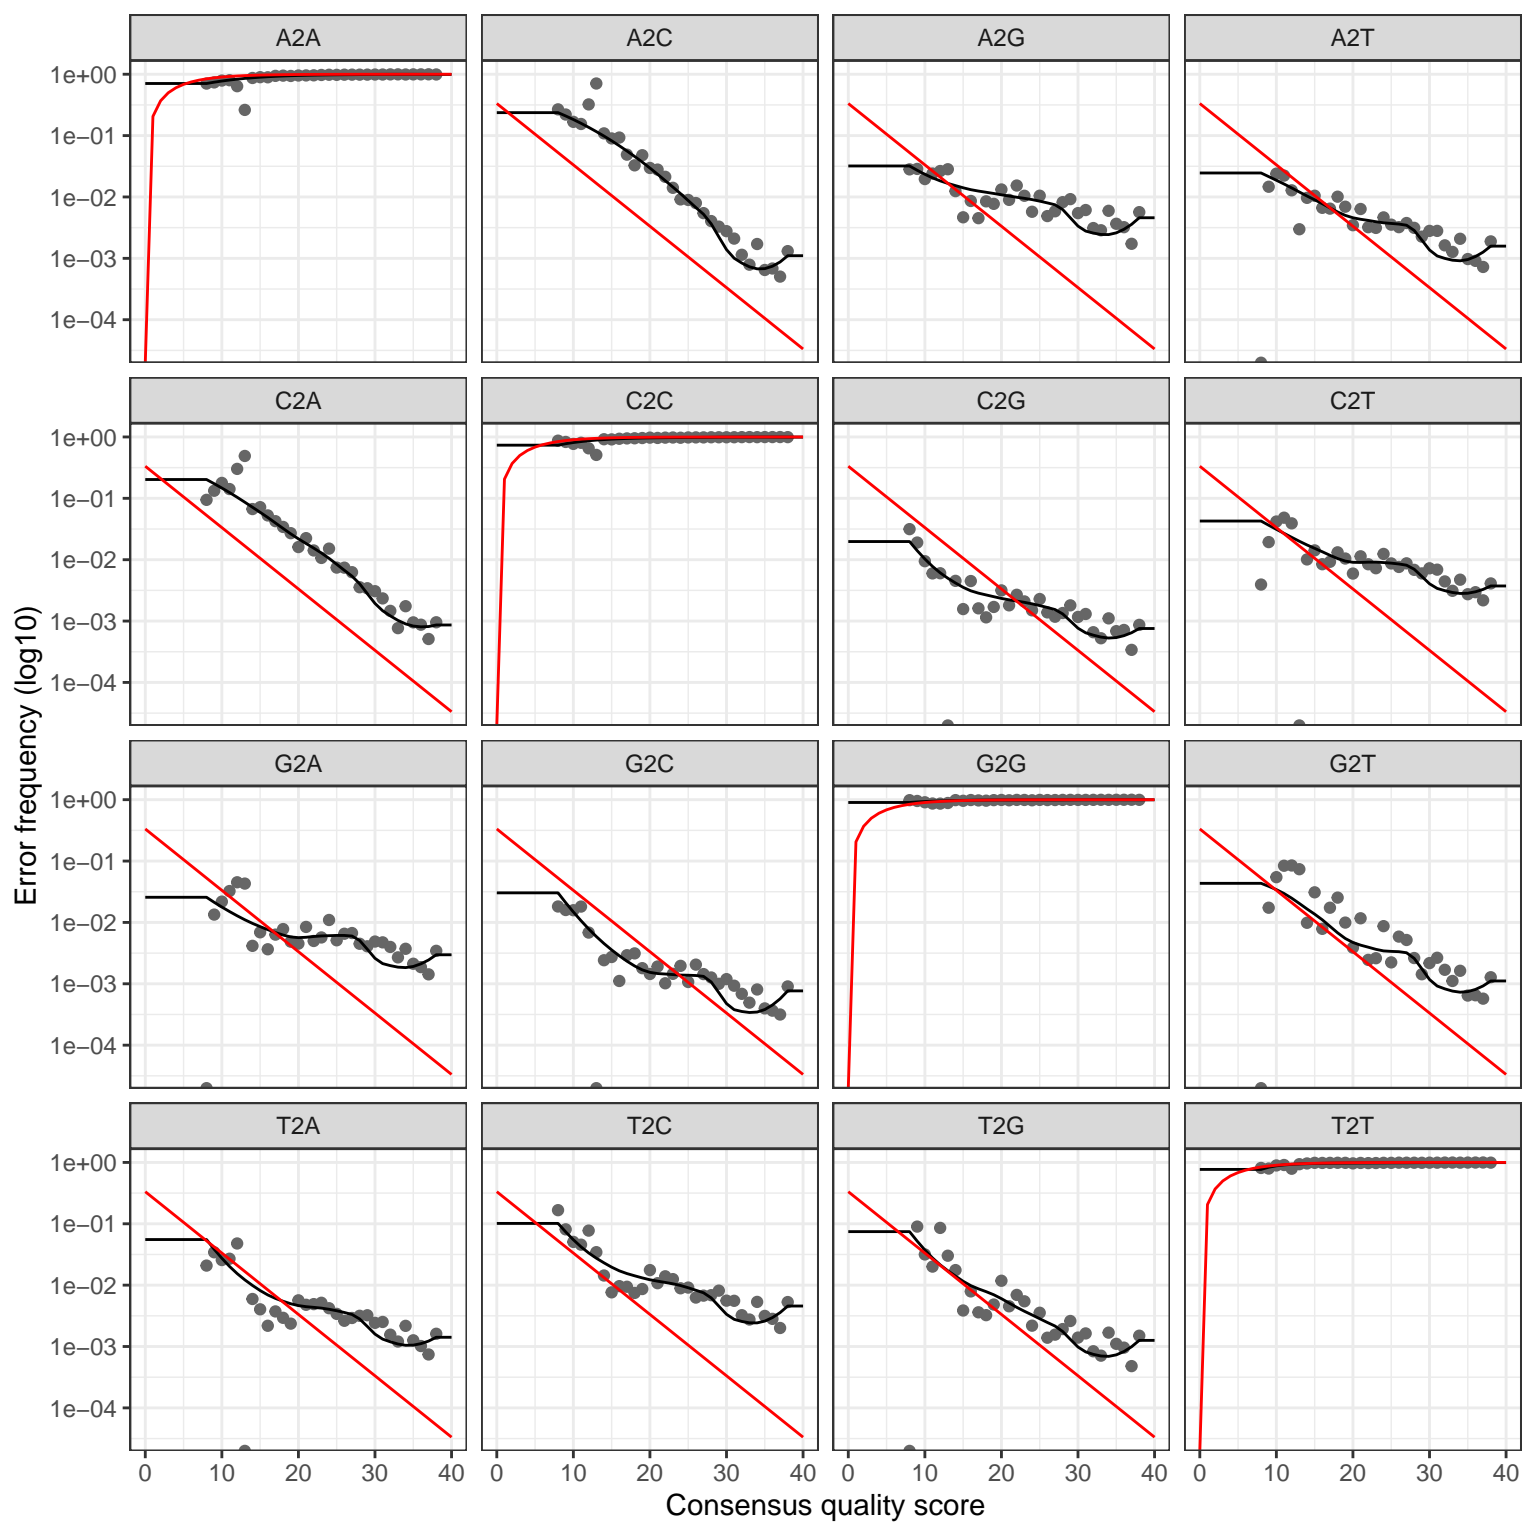 A2A A2C A2G A2T
1e+00
1e−01
1e−02
1e−03
1e−04
C2A C2C C2G C2T
1e+00
1e−01
1e−02
1e−03
1e−04
G2A G2C G2G G2T
1e+00
1e−01
1e−02
1e−03
1e−04
T2A T2C T2G T2T
1e+00
1e−01
1e−02
1e−03
1e−04
0 10 20 30 40 0 10 20 30 40 0 10 20 30 40 0 10 20 30 40
Consensus quality score
Error frequency (log10)